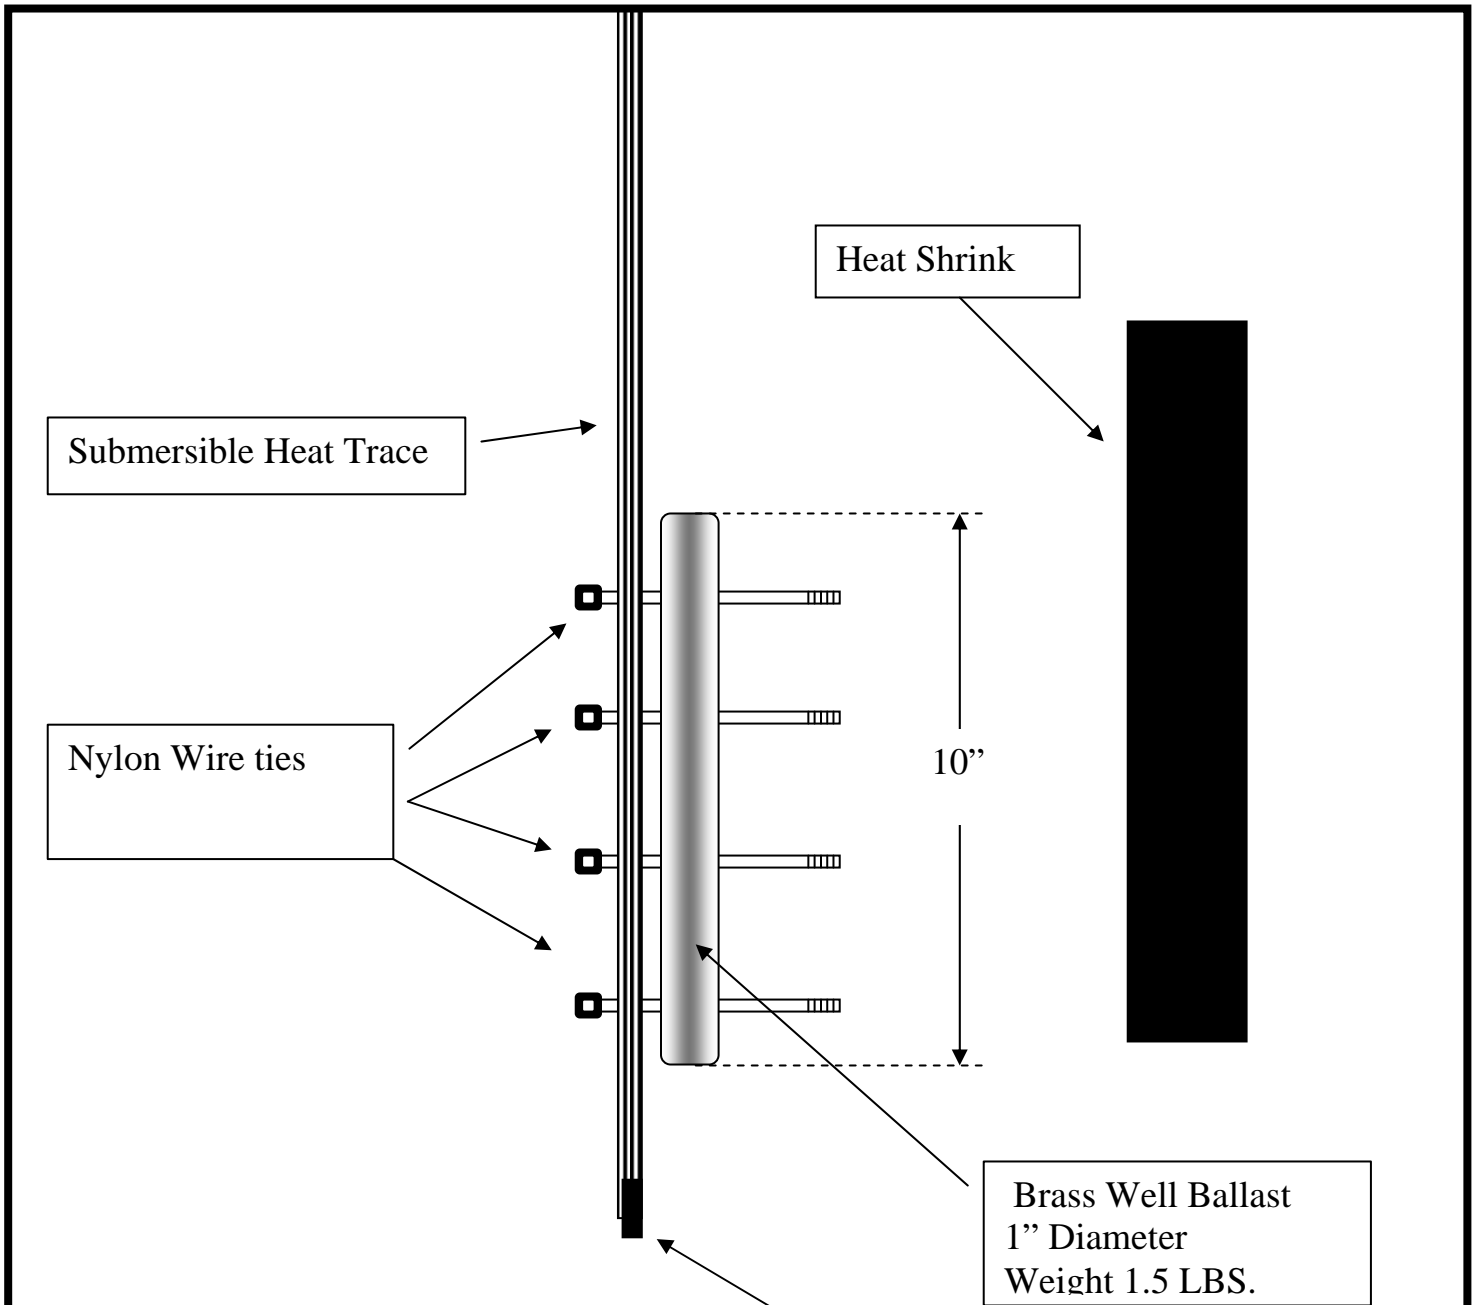 Heat Shrink
Submersible Heat Trace
Nylon Wire ties
10”
Brass Well Ballast
1” Diameter
Weight 1.5 LBS.